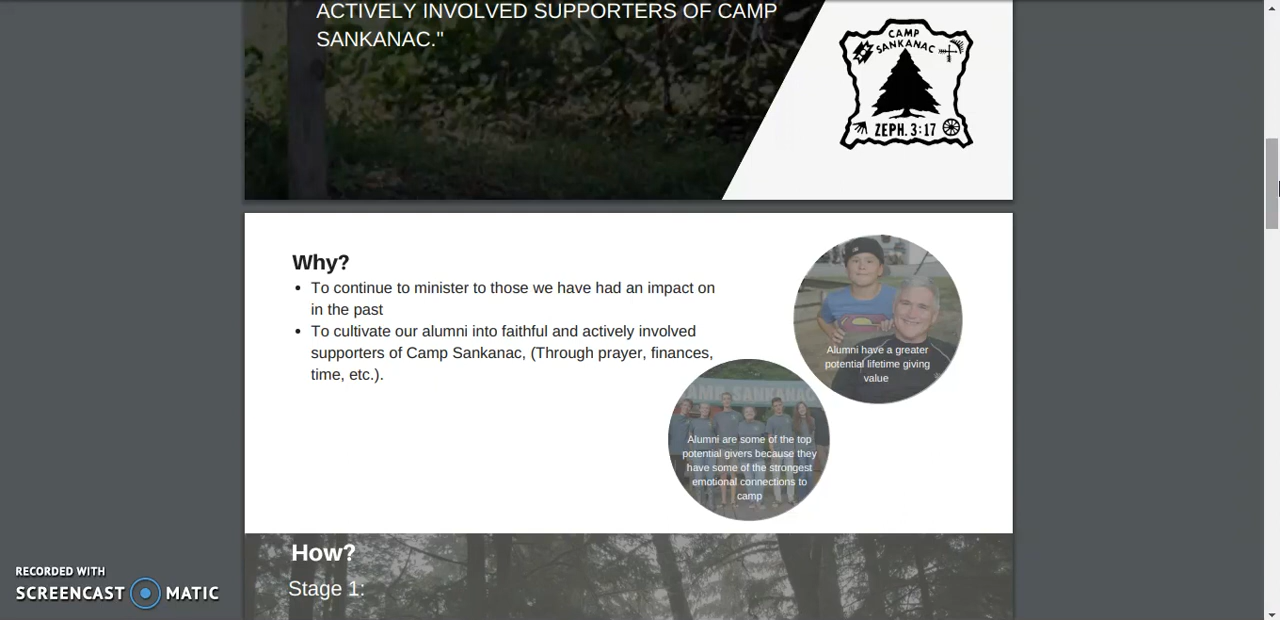 ACTIVELY INVOLVED SUPPORTERS OF CAMP
SANKANAC."
CAMP
SANKANAC
ZEPH. 3:17
Why?
• To continue to minister to those we have had an impact on
in the past
• To cultivate our alumni into faithful and actively involved
supporters of Camp Sankanac, (Through prayer, finances,
time, etc.).
Alumni have a greater
potential lifetime giving
value
CAMP SANKANAC
Alumni are some of the top
potential givers because they
have some of the strongest
emotional connections to
camp
How?
Stage 1:
RECORDED WITH
SCREENCAST MATIC